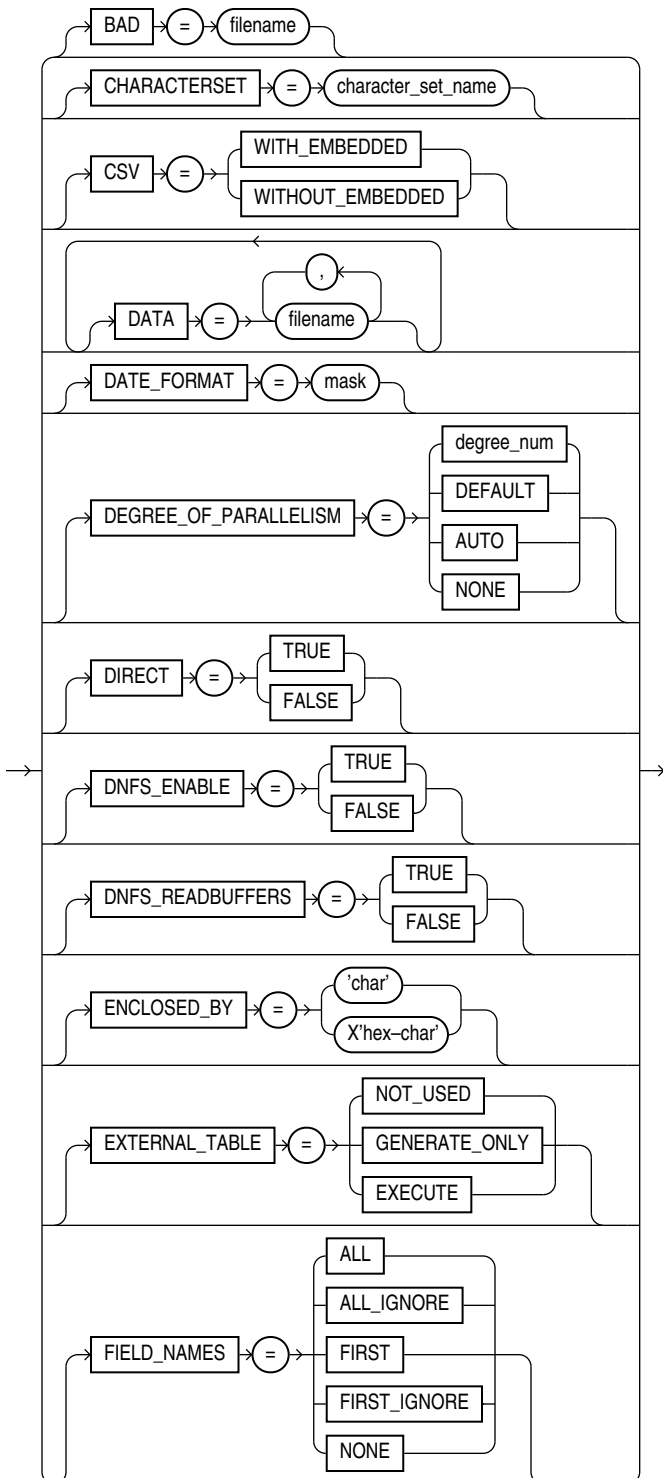 BAD = filename
CHARACTERSET = character_set_name
WITH_EMBEDDED
CSV =
WITHOUT_EMBEDDED
,
DATA = filename
DATE_FORMAT = mask
degree_num
DEFAULT
DEGREE_OF_PARALLELISM =
AUTO
NONE
TRUE
DIRECT =
FALSE
TRUE
DNFS_ENABLE =
FALSE
TRUE
DNFS_READBUFFERS =
FALSE
'char'
ENCLOSED_BY =
X'hex–char'
NOT_USED
EXTERNAL_TABLE = GENERATE_ONLY
EXECUTE
ALL
ALL_IGNORE
FIELD_NAMES = FIRST
FIRST_IGNORE
NONE